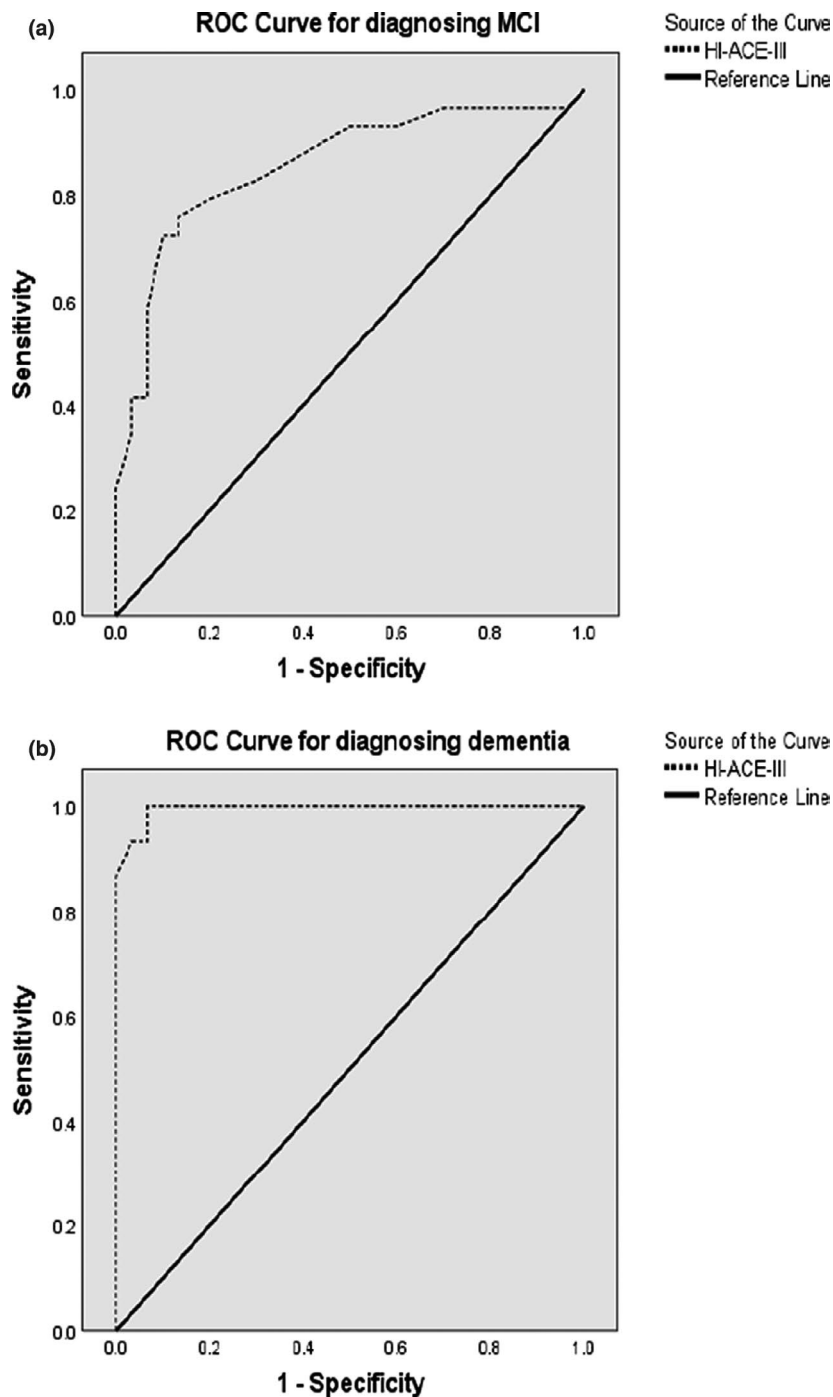 (a)
ROC Curve for diagnosing MCI
Source of the Curve
HI-ACE-III
Reference Line
1.0
0.8
0.6
0.4
0.2
0.0
Sensitivity
0.0 0.2 0.4 0.6 0.8 1.0
1 - Specificity
(b)
ROC Curve for diagnosing dementia
Source of the Curve
HI-ACE-III
Reference Line
1.0
0.8
0.6
0.4
0.2
0.0
Sensitivity
0.0 0.2 0.4 0.6 0.8 1.0
1 - Specificity